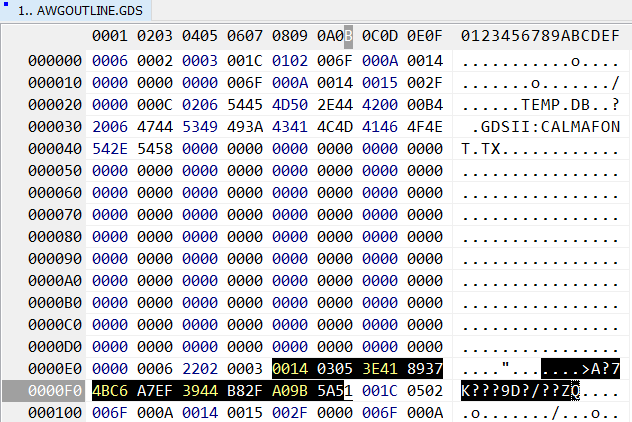 1.. AWGOUTLINE.GDS
0001 0203 0405 0607 0809 0A0B 0C0D 0E0F 0123456789ABCDEF
000000 0006 0002 0003 001C 0102 006F 000A 0014 ...........o....
000010 0000 0000 0000 006F 000A 0014 0015 002F .......o......./
000020 0000 000C 0206 5445 4D50 2E44 4200 00B4 ......TEMP.DB..?
000030 2006 4744 5349 493A 4341 4C4D 4146 4F4E .GDSII:CALMAFON
000040 542E 5458 0000 0000 0000 0000 0000 0000 T.TX............
000050 0000 0000 0000 0000 0000 0000 0000 0000 ................
000060 0000 0000 0000 0000 0000 0000 0000 0000 ................
000070 0000 0000 0000 0000 0000 0000 0000 0000 ................
000080 0000 0000 0000 0000 0000 0000 0000 0000 ................
000090 0000 0000 0000 0000 0000 0000 0000 0000 ................
0000A0 0000 0000 0000 0000 0000 0000 0000 0000 ................
0000B0 0000 0000 0000 0000 0000 0000 0000 0000 ................
0000C0 0000 0000 0000 0000 0000 0000 0000 0000 ................
0000D0 0000 0000 0000 0000 0000 0000 0000 0000 ................
0000E0 0000 0006 2202 0003 0014 0305 3E41 8937 ....".......>A?7
0000F0 4BC6 A7EF 3944 B82F A09B 5A51 001C 0502 K???9D?/??ZQ....
000100 006F 000A 0014 0015 002F 0000 006F 000A .o......./...o..